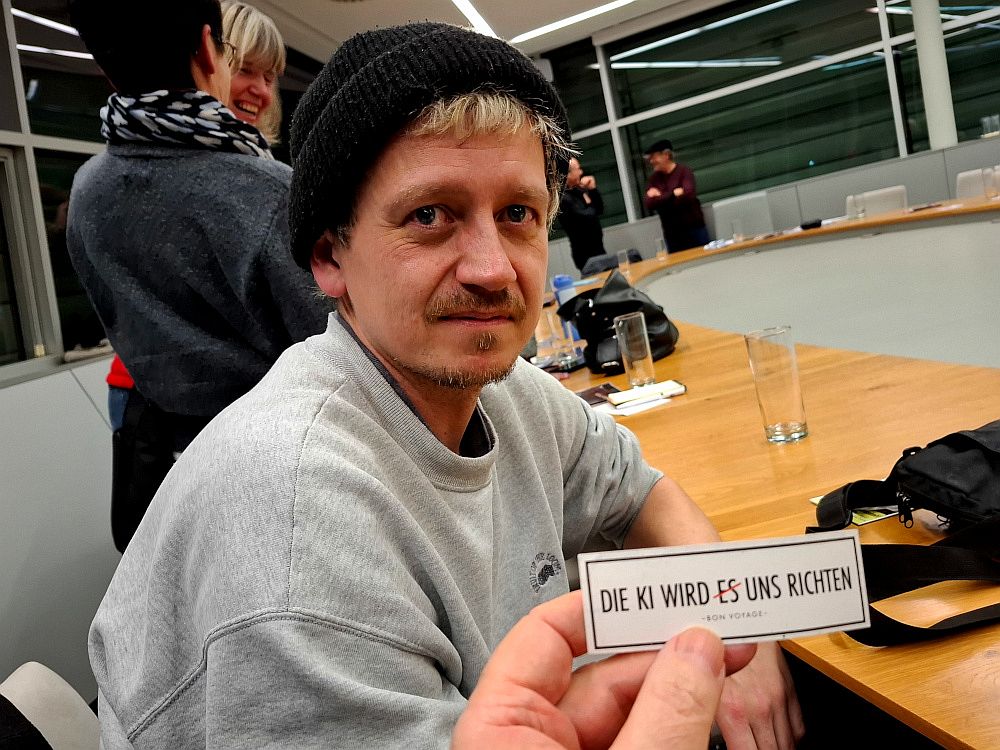 DIE KI WIRD ES UNS RICHTEN
-BON VOYAGE-